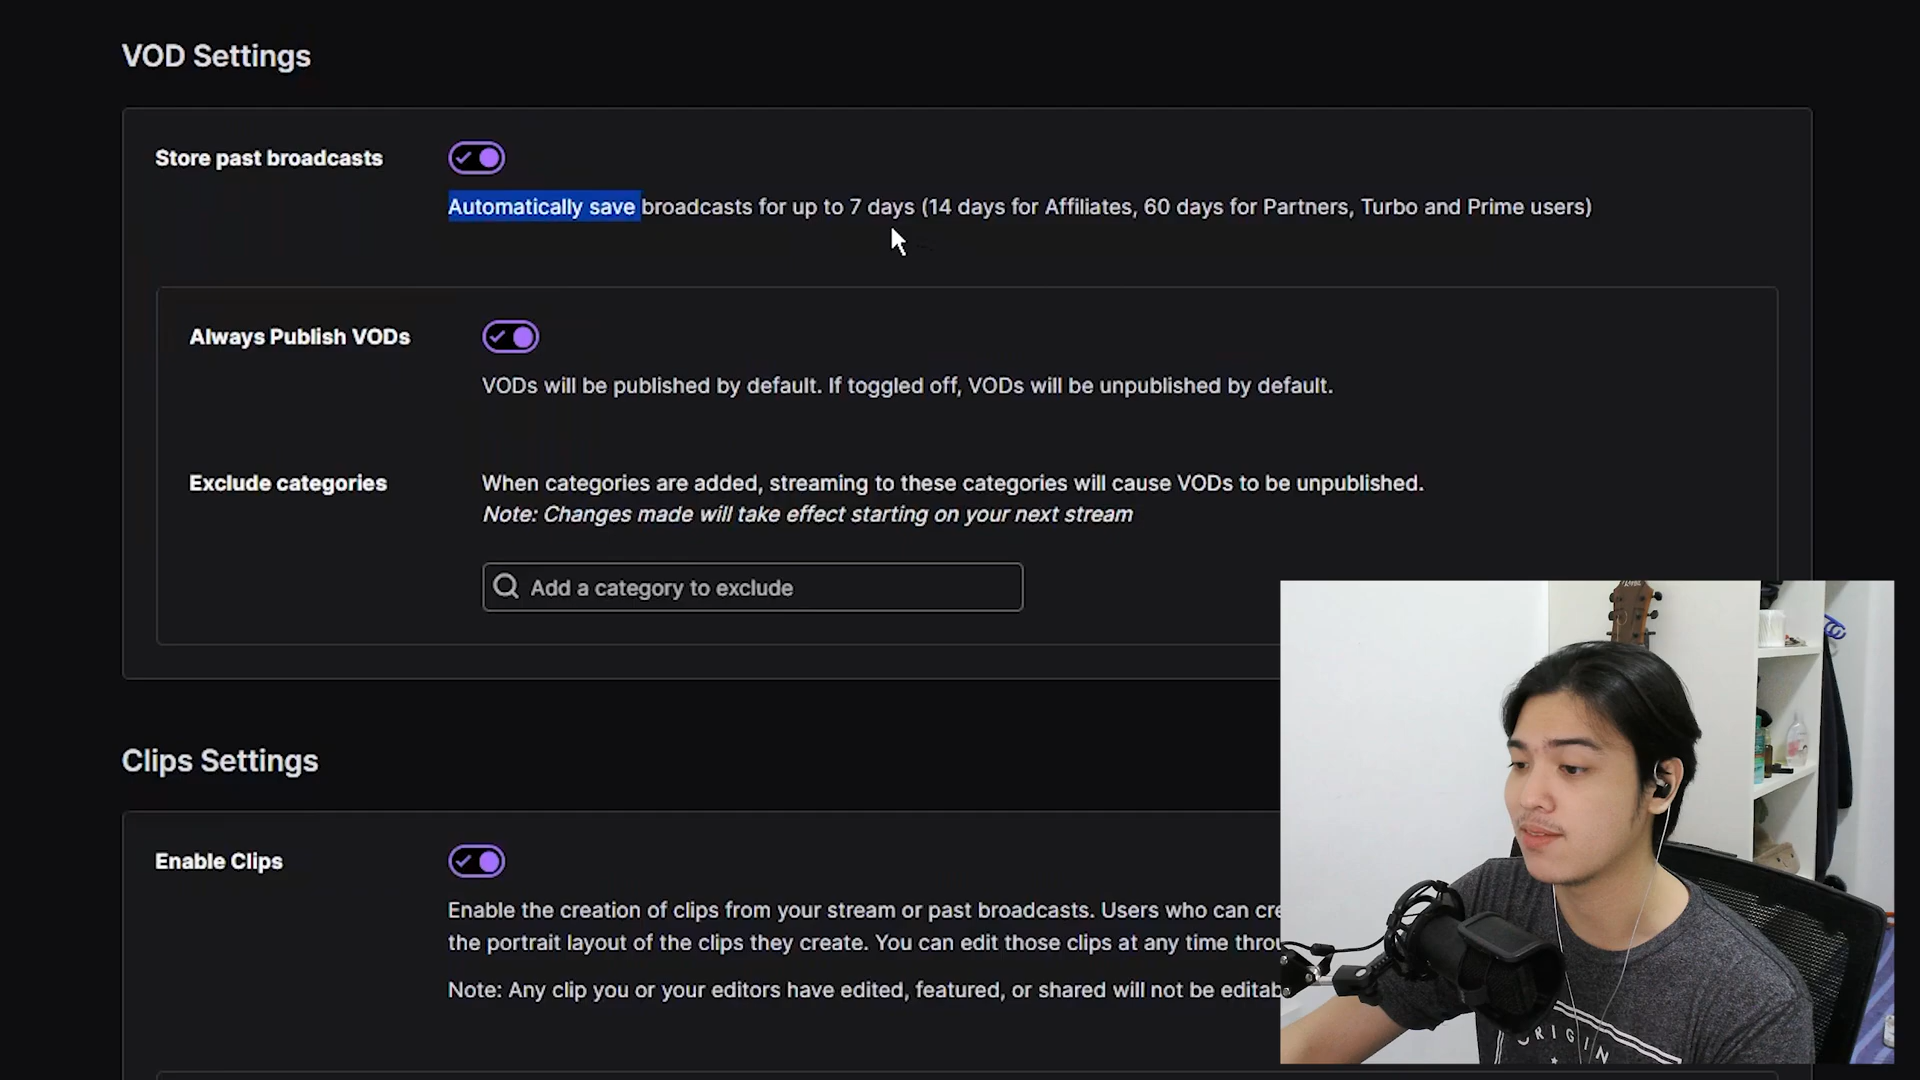 VOD Settings
Store past broadcasts
Automatically save broadcasts for up to 7 days (14 days for Affiliates, 60 days for Partners, Turbo and Prime users)
Always Publish VODs
VODs will be published by default. If toggled off, VODs will be unpublished by default.
Exclude categories
When categories are added, streaming to these categories will cause VODs to be unpublished.
Note: Changes made will take effect starting on your next stream
Add a category to exclude
Clips Settings
Enable Clips
Enable the creation of clips from your stream or past broadcasts. Users who can
the portrait layout of the clips they create. You can edit those clips at any time
Note: Any clip you or your editors have edited, featured, or shared will not be
ORIGIN